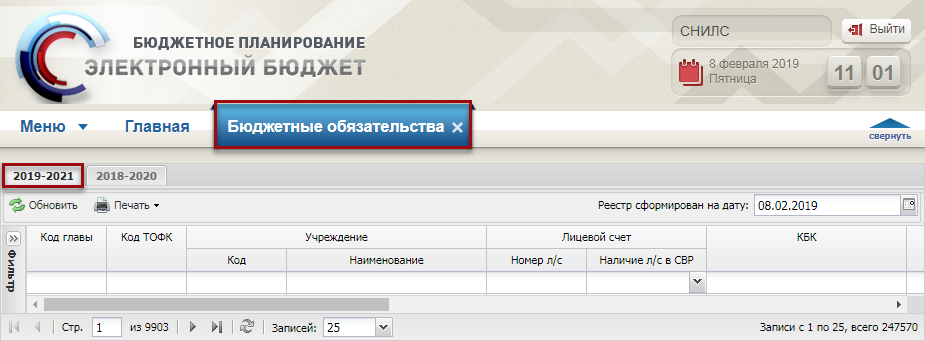 БЮДЖЕТНОЕ ПЛАНИРОВАНИЕ
ЭЛЕКТРОННЫЙ БЮДЖЕТ
СНИЛС
Выйти
8 февраля 2019
Пятница
11 01
Меню Главная Бюджетные обязательства
свернуть
2019-2021 2018-2020
Обновить Печать Реестр сформирован на дату: 08.02.2019
Фильтр
Код главы Код ТОФК Учреждение Лицевой счет КБК
Код Наименование Номер л/с Наличие л/с в СВР
Стр. 1 из 9903 Записей: 25 Записи с 1 по 25, всего 247570